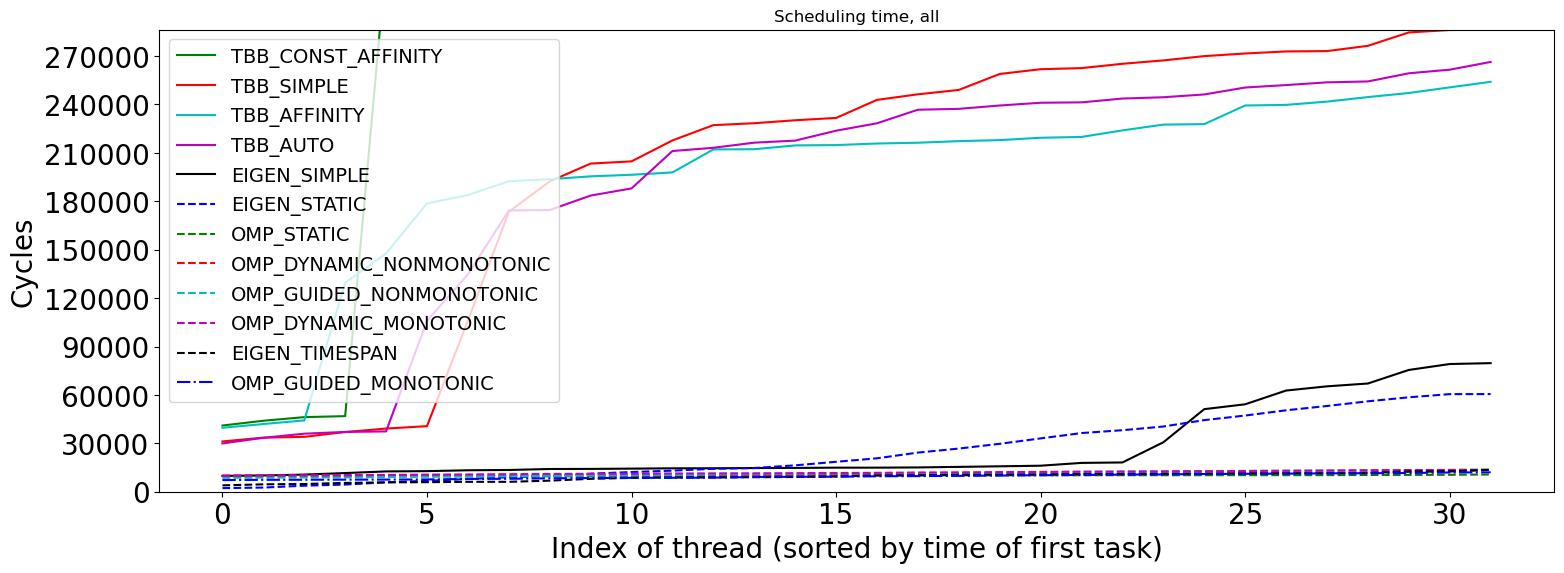 Scheduling time, all
270000
240000
210000
180000
150000
120000
90000
60000
30000
0
Cycles
TBB_CONST_AFFINITY
TBB_SIMPLE
TBB_AFFINITY
TBB_AUTO
EIGEN_SIMPLE
EIGEN_STATIC
OMP_STATIC
OMP_DYNAMIC_NONMONOTONIC
OMP_GUIDED_NONMONOTONIC
OMP_DYNAMIC_MONOTONIC
EIGEN_TIMESPAN
OMP_GUIDED_MONOTONIC
0 5 10 15 20 25 30
Index of thread (sorted by time of first task)